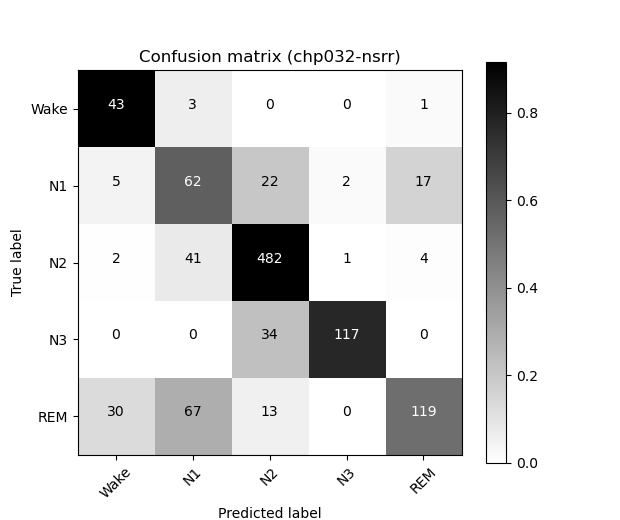 Confusion matrix (chp032-nsrr)
Wake 43 3 0 0 1
N1 5 62 22 2 17
N2 2 41 482 1 4
N3 0 0 34 117 0
REM 30 67 13 0 119
Wake N1 N2 N3 REM
Predicted label
True label
0.8
0.6
0.4
0.2
0.0